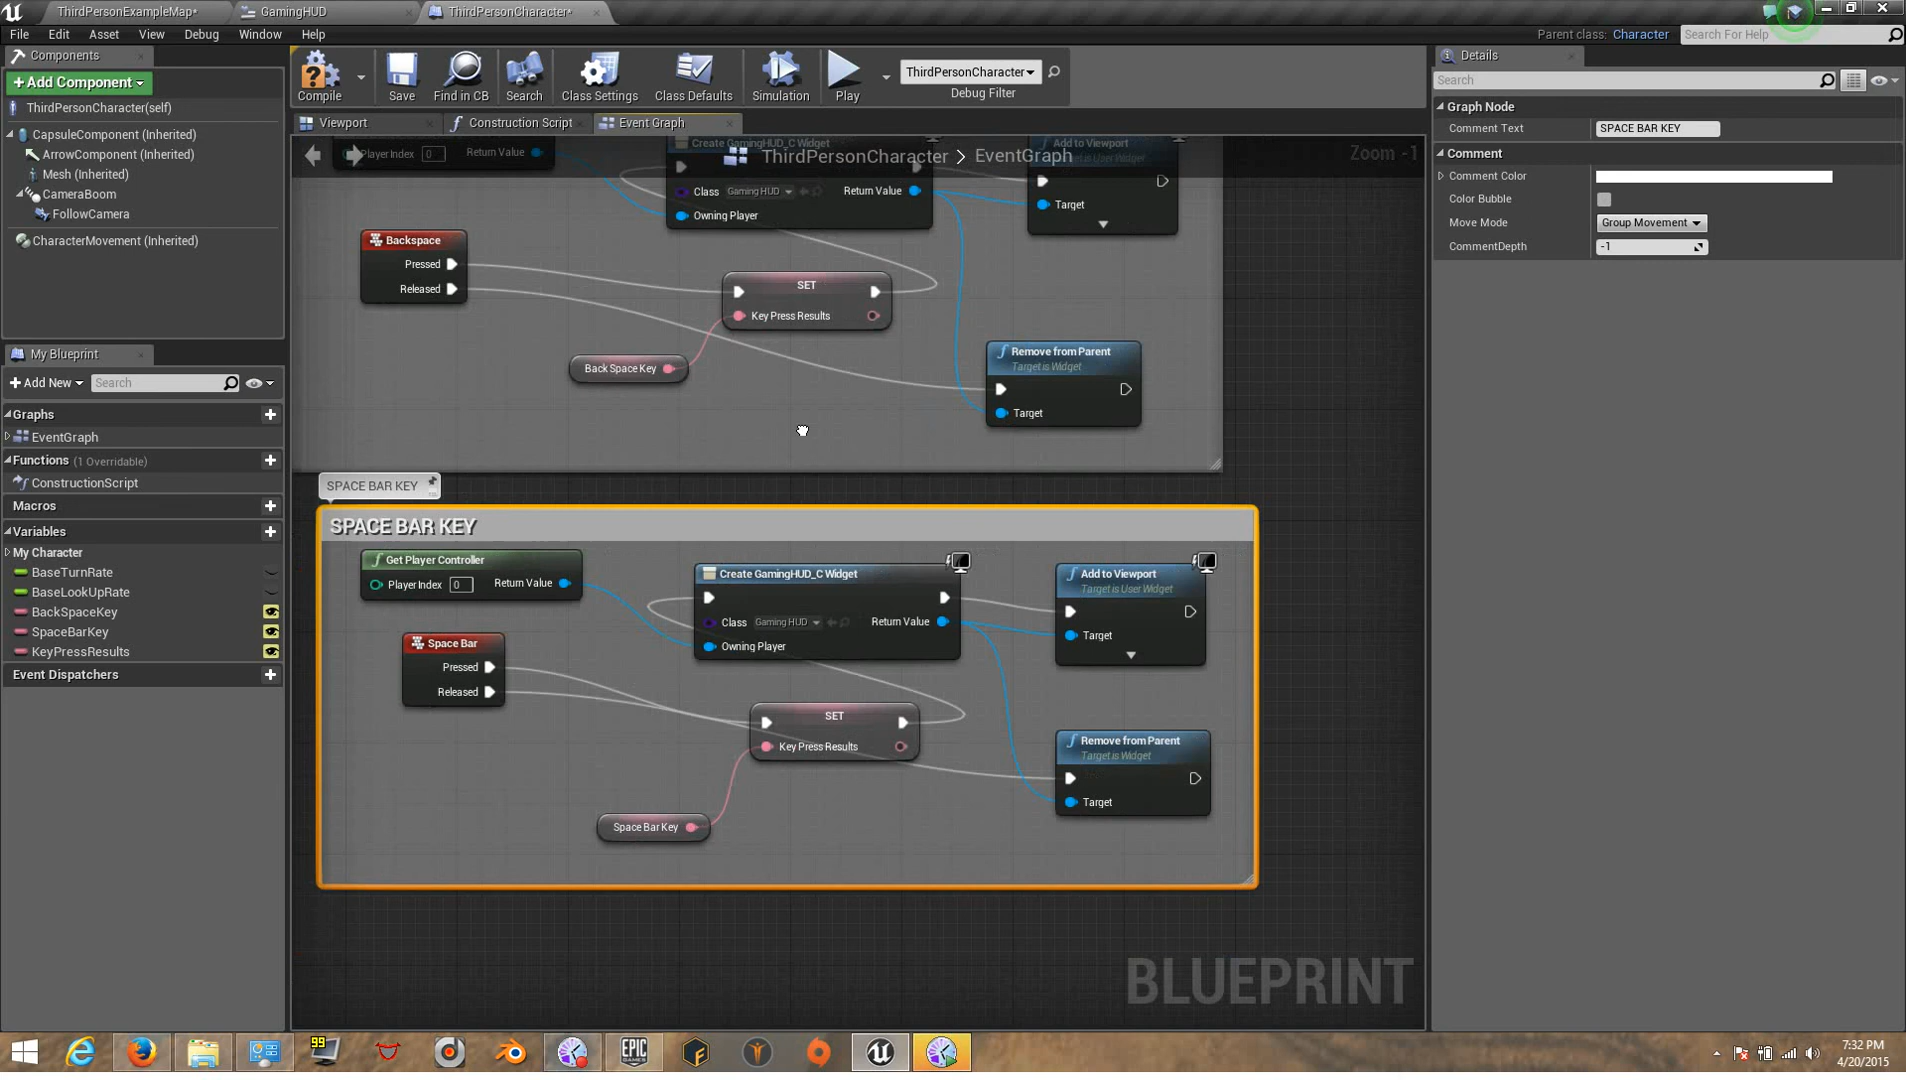 ThirdPersonExampleMap*
GamingHUD
ThirdPersonCharacter*
File Edit Asset View Debug Window Help
Parent class: Character
Search For Help
Components
+Add Component
ThirdPersonCharacter(self)
CapsuleComponent (Inherited)
ArrowComponent (Inherited)
Mesh (Inherited)
CameraBoom
FollowCamera
CharacterMovement (Inherited)
My Blueprint
Add New
Search
Graphs
EventGraph
Functions (1 Overridable)
ConstructionScript
Macros
Variables
My Character
BaseTurnRate
BaseLookUpRate
BackSpaceKey
SpaceBarKey
KeyPressResults
Event Dispatchers
Compile
Save
Find in CB
Search
Class Settings
Class Defaults
Simulation
Play
ThirdPersonCharacter
Debug Filter
Viewport
Construction Script
Event Graph
ThirdPersonCharacter > EventGraph
Zoom -1
Player Index 0
Return Value
Create GamingHUD_C Widget
Class Gaming HUD
Return Value
Owning Player
Add to Viewport
Target is User Widget
Target
Backspace
Pressed
Released
SET
Key Press Results
Back Space Key
Remove from Parent
Target is Widget
Target
SPACE BAR KEY
SPACE BAR KEY
Get Player Controller
Player Index 0
Return Value
Create GamingHUD_C Widget
Class Gaming HUD
Return Value
Owning Player
Add to Viewport
Target is User Widget
Target
Space Bar
Pressed
Released
SET
Key Press Results
Space Bar Key
Remove from Parent
Target is Widget
Target
BLUEPRINT
Details
Search
Graph Node
Comment Text SPACE BAR KEY
Comment
Comment Color
Color Bubble
Move Mode Group Movement
CommentDepth -1
99
EPIC
GAMES
7:32 PM
4/20/2015